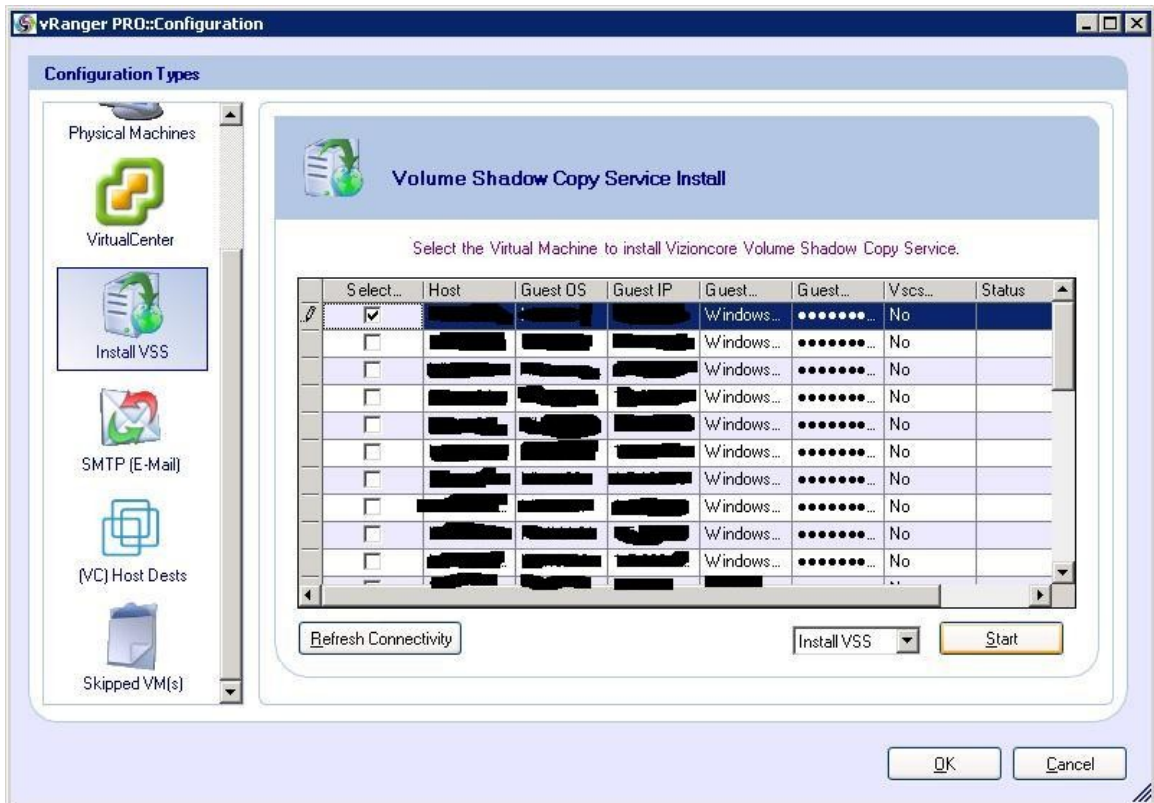 vRanger PRO::Configuration
Configuration Types
Physical Machines
VirtualCenter
Install VSS
SMTP (E-Mail)
(VC) Host Dests
Skipped VM(s)
Volume Shadow Copy Service Install
Select the Virtual Machine to install Vizioncore Volume Shadow Copy Service.
Select... Host Guest OS Guest IP Guest... Guest... Vscs... Status
Windows... ●●●●●●●... No
Windows... ●●●●●●●... No
Windows... ●●●●●●●... No
Windows... ●●●●●●●... No
Windows... ●●●●●●●... No
Windows... ●●●●●●●... No
Windows... ●●●●●●●... No
Windows... ●●●●●●●... No
Windows... ●●●●●●●... No
Windows... ●●●●●●●... No
Refresh Connectivity Install VSS Start
OK Cancel